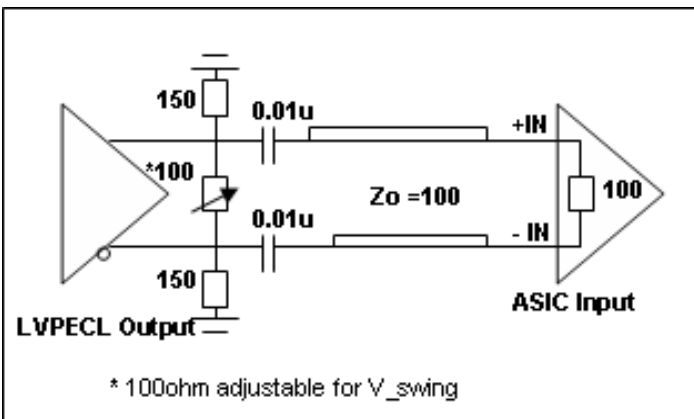 150
0.01u
+IN
*100
100
Zo =100
0.01u
- IN
150
ASIC Input
LVPECL Output
* 100ohm adjustable for V_swing